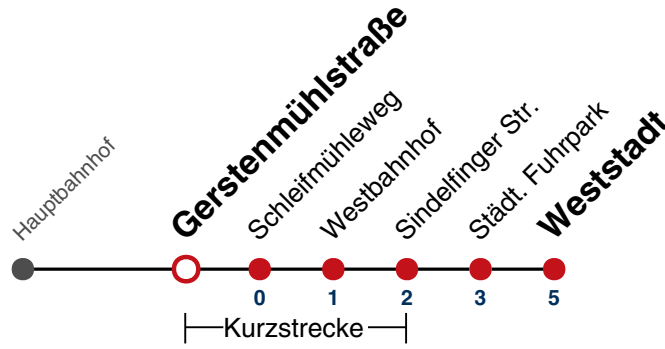 Hauptbahnhof
Gerstenmühlstraße
Schleifmühleweg
Westbahnhof
Sindelfinger Str.
Städt. Fuhrpark
Weststadt
0 1 2 3 5
Kurzstrecke